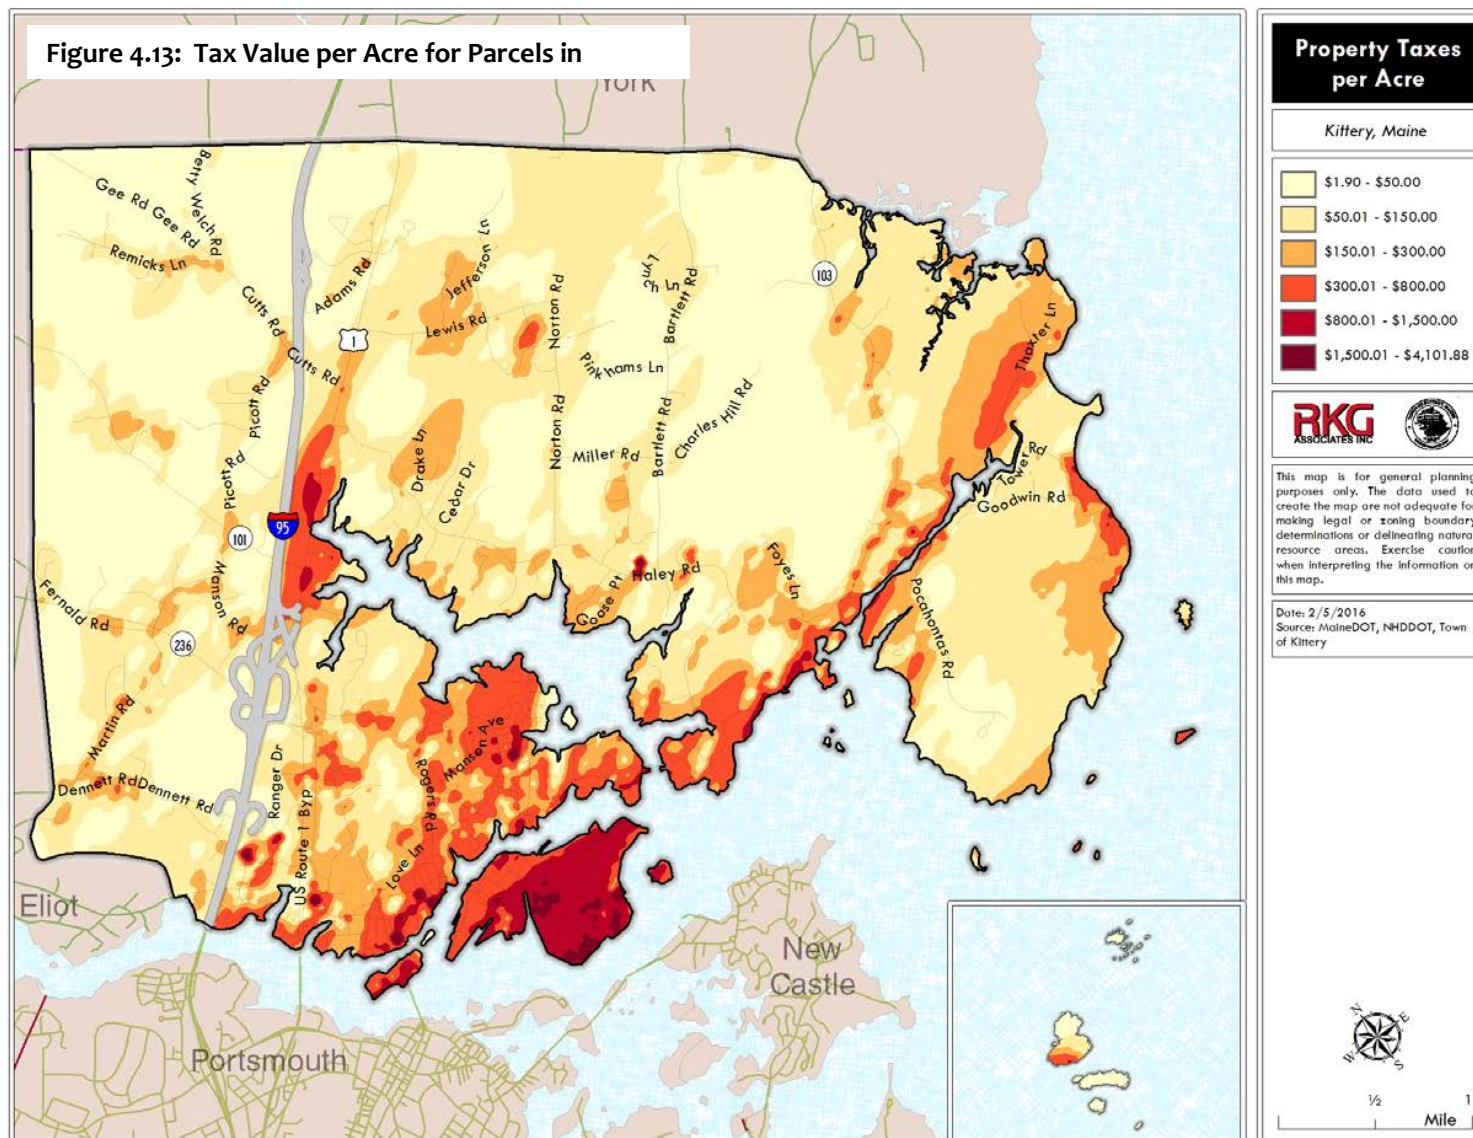 Figure 4.13: Tax Value per Acre for Parcels in
York
Betty Welch Rd
Gee Rd Gee Rd
Remicks Ln
Cutts Rd
Adams Rd
1
Cutts Rd
Jefferson Ln
Lewis Rd
Norton Rd
Lynch Ln
Bartlett Rd
103
Pinkhams Ln
Thaxter Ln
Picott Rd
Picott Rd
Drake Ln
Cedar Dr
Norton Rd
Miller Rd
Bartlett Rd
Charles Hill Rd
Tower Rd
Goodwin Rd
95
101
Manson Rd
Fernald Rd
236
Goose Pt
Haley Rd
Foyes Ln
Pocahontas Rd
Martin Rd
Dennett Rd Dennett Rd
Ranger Dr
US Route 1 Byp
Rogers Rd
Manson Ave
Love Ln
Eliot
New
Castle
Portsmouth
Property Taxes
per Acre
Kittery, Maine
$1.90 - $50.00
$50.01 - $150.00
$150.01 - $300.00
$300.01 - $800.00
$800.01 - $1,500.00
$1,500.01 - $4,101.88
RKG
ASSOCIATES INC
This map is for general planning
purposes only. The data used to
create the map are not adequate for
making legal or zoning boundary
determinations or delineating natural
resource areas. Exercise caution
when interpreting the information on
this map.
Date: 2/5/2016
Source: MaineDOT, NHDDOT, Town
of Kittery
N
E
W
S
½
1
Mile